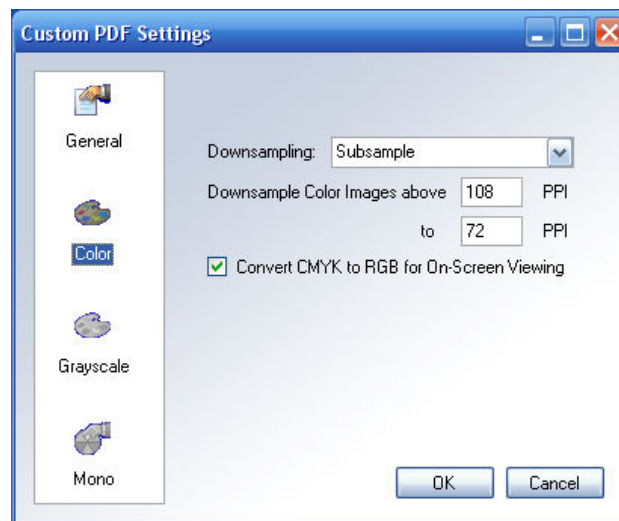 Custom PDF Settings
General
Color
Grayscale
Mono
Downsampling: Subsample
Downsample Color Images above 108 PPI
to 72 PPI
Convert CMYK to RGB for On-Screen Viewing
OK Cancel